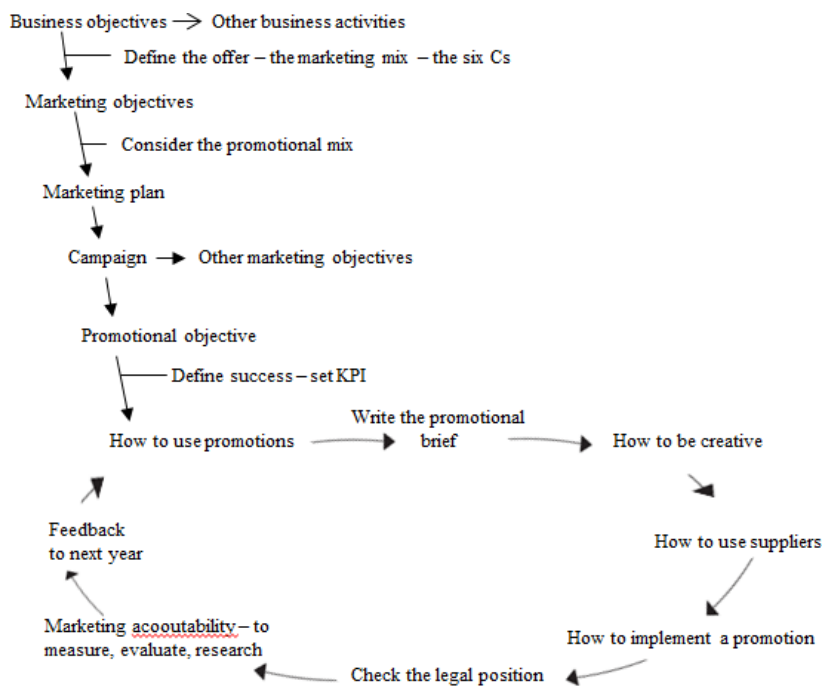 Business objectives
Other business activities
Define the offer – the marketing mix – the six Cs
Marketing objectives
Consider the promotional mix
Marketing plan
Campaign
Other marketing objectives
Promotional objective
Define success – set KPI
Write the promotional
brief
How to use promotions
How to be creative
Feedback
to next year
How to use suppliers
Marketing acooutability – to
measure, evaluate, research
How to implement a promotion
Check the legal position